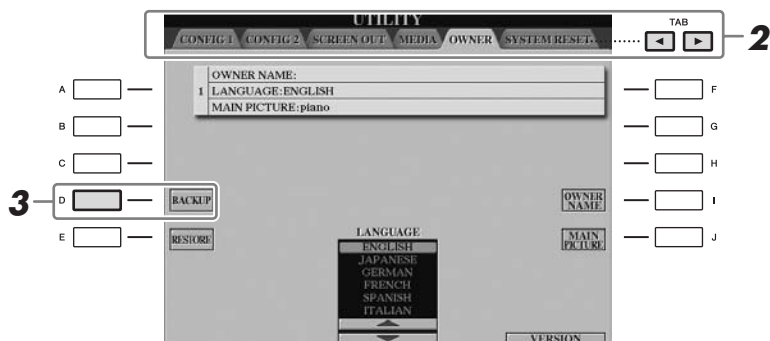 UTILITY
TAB
CONFIG 1 CONFIG 2 SCREEN OUT MEDIA OWNER SYSTEM RESET
2
OWNER NAME:
1 LANGUAGE:ENGLISH
MAIN PICTURE:piano
A
F
B
G
C
H
3
D
BACKUP
OWNER
NAME
I
E
RESTORE
LANGUAGE
MAIN
PICTURE
J
ENGLISH
JAPANESE
GERMAN
FRENCH
SPANISH
ITALIAN
VERSION